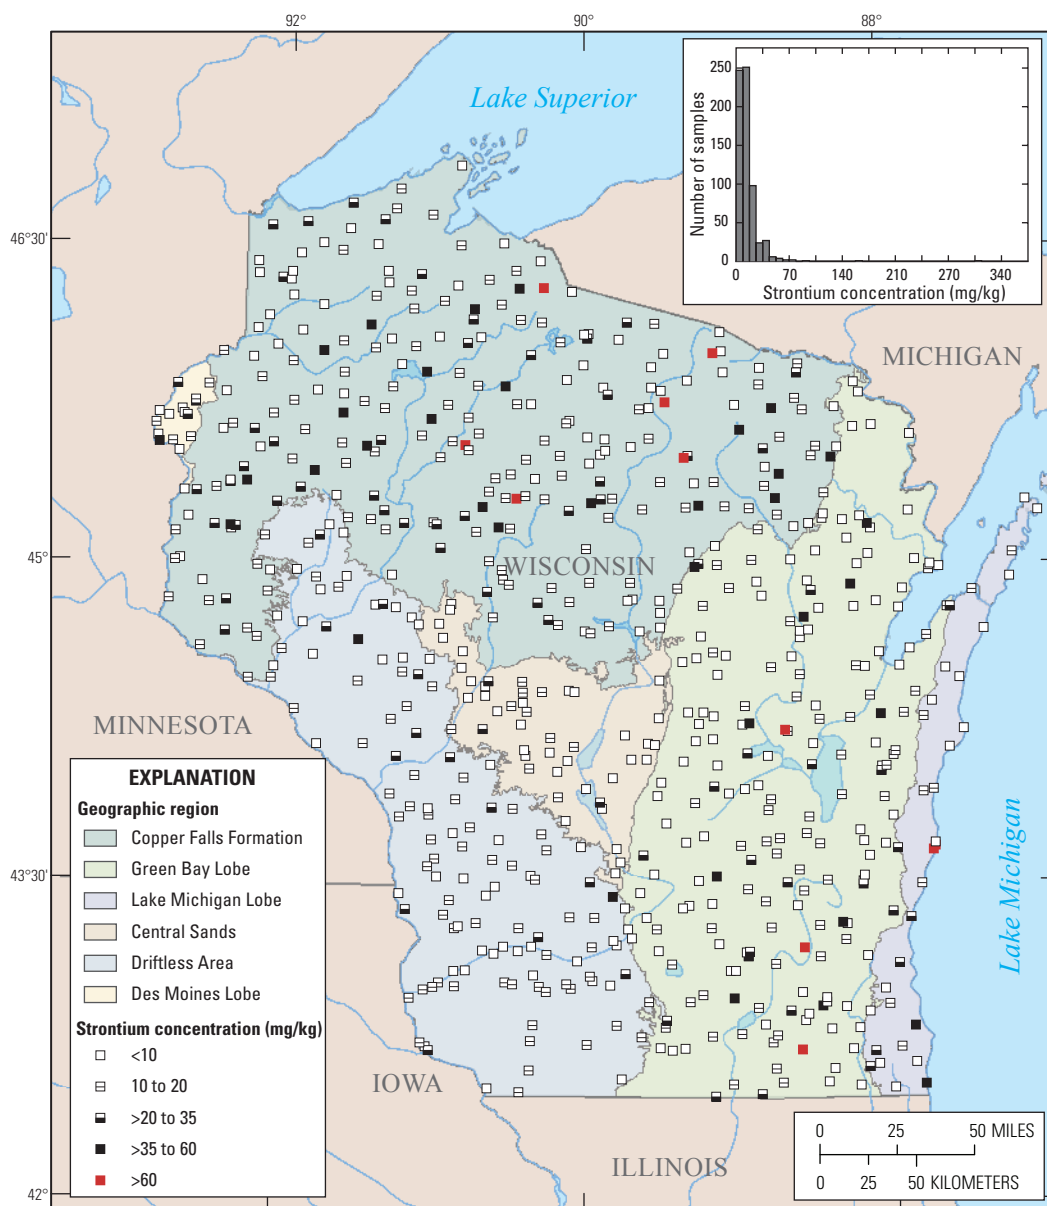 92°
90°
88°
46°30'
45°
43°30'
42°
Lake Superior
Number of samples
250
200
150
100
50
0
0
70
140
210
280
340
Strontium concentration (mg/kg)
MICHIGAN
WISCONSIN
MINNESOTA
Lake Michigan
IOWA
ILLINOIS
EXPLANATION
Geographic region
Copper Falls Formation
Green Bay Lobe
Lake Michigan Lobe
Central Sands
Driftless Area
Des Moines Lobe
Strontium concentration (mg/kg)
<10
10 to 20
>20 to 35
>35 to 60
>60
0 25 50 MILES
0 25 50 KILOMETERS